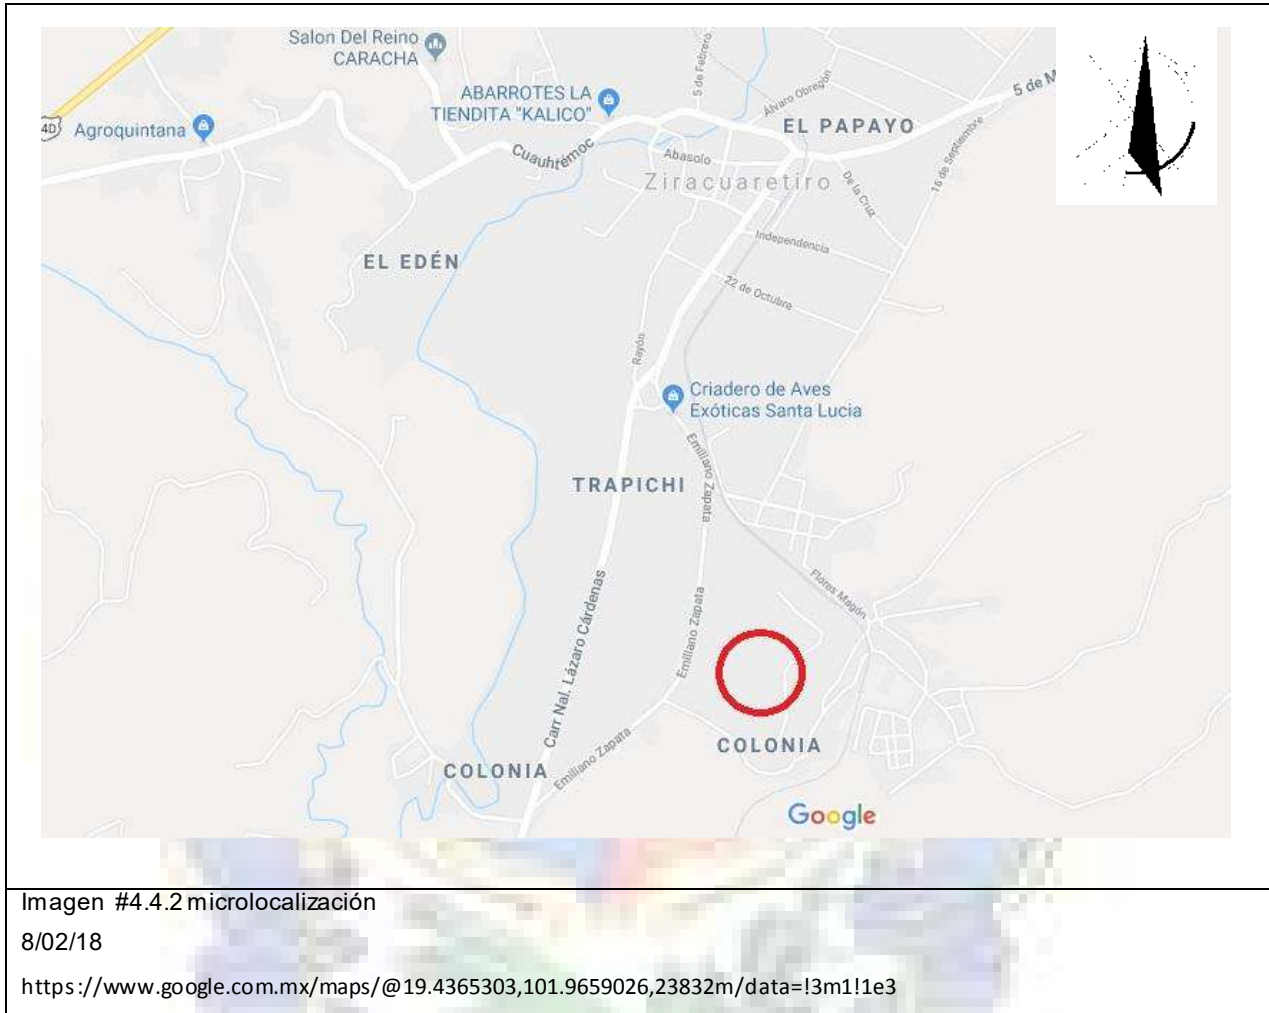 Salon Del Reino
CARACHA
ABARROTES LA
TIENDITA "KALICO"
5 de Febrero
Álvaro Obregón
5 de M
40
Agroquintana
Cuauhtémoc
EL PAPAYO
Abasolo
16 de Septiembre
Ziracuaretiro
De la Cruz
Independencia
EL EDÉN
22 de Octubre
Rayón
Criadero de Aves
Exóticas Santa Lucia
Emiliano Zapata
TRAPICHI
Flores Magón
Carr Nal. Lázaro Cárdenas
Emiliano Zapata
COLONIA
COLONIA
Emiliano Zapata
Google
Imagen #4.4.2 microlocalización
8/02/18
https://www.google.com.mx/maps/@19.4365303,101.9659026,23832m/data=!3m1!1e3